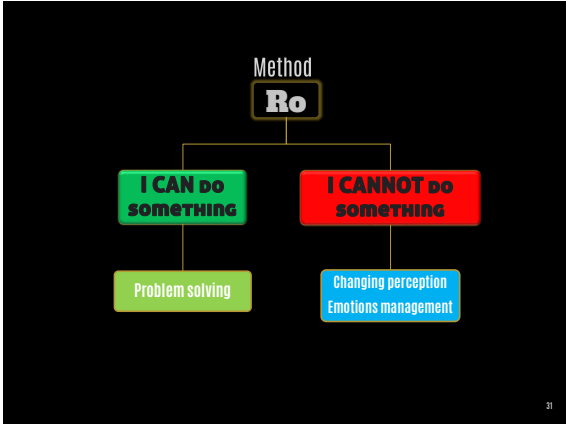 Method
Ro
I CAN DO
something
I CANNOT DO
something
Problem solving
Changing perception
Emotions management
31